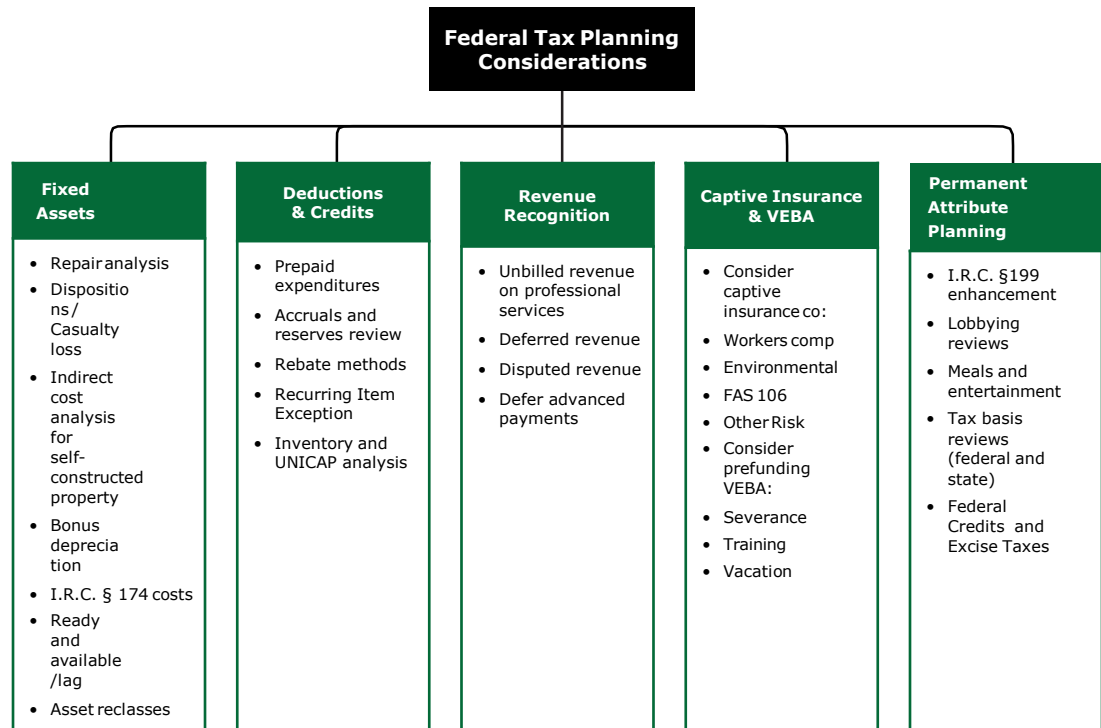 Federal Tax Planning
Considerations
Fixed
Assets
• Repair analysis
• Dispositio
ns /
Casualty
loss
• Indirect
cost
analysis
for
self-
constructed
property
• Bonus
deprecia
tion
• I.R.C. § 174 costs
• Ready
and
available
/lag
• Asset reclasses
Deductions
& Credits
• Prepaid
expenditures
• Accruals and
reserves review
• Rebate methods
• Recurring Item
Exception
• Inventory and
UNICAP analysis
Revenue
Recognition
• Unbilled revenue
on professional
services
• Deferred revenue
• Disputed revenue
• Defer advanced
payments
Captive Insurance
& VEBA
• Consider
captive
insurance co:
• Workers comp
• Environmental
• FAS 106
• Other Risk
• Consider
prefunding
VEBA:
• Severance
• Training
• Vacation
Permanent
Attribute
Planning
• I.R.C. §199
enhancement
• Lobbying
reviews
• Meals and
entertainment
• Tax basis
reviews
(federal and
state)
• Federal
Credits and
Excise Taxes